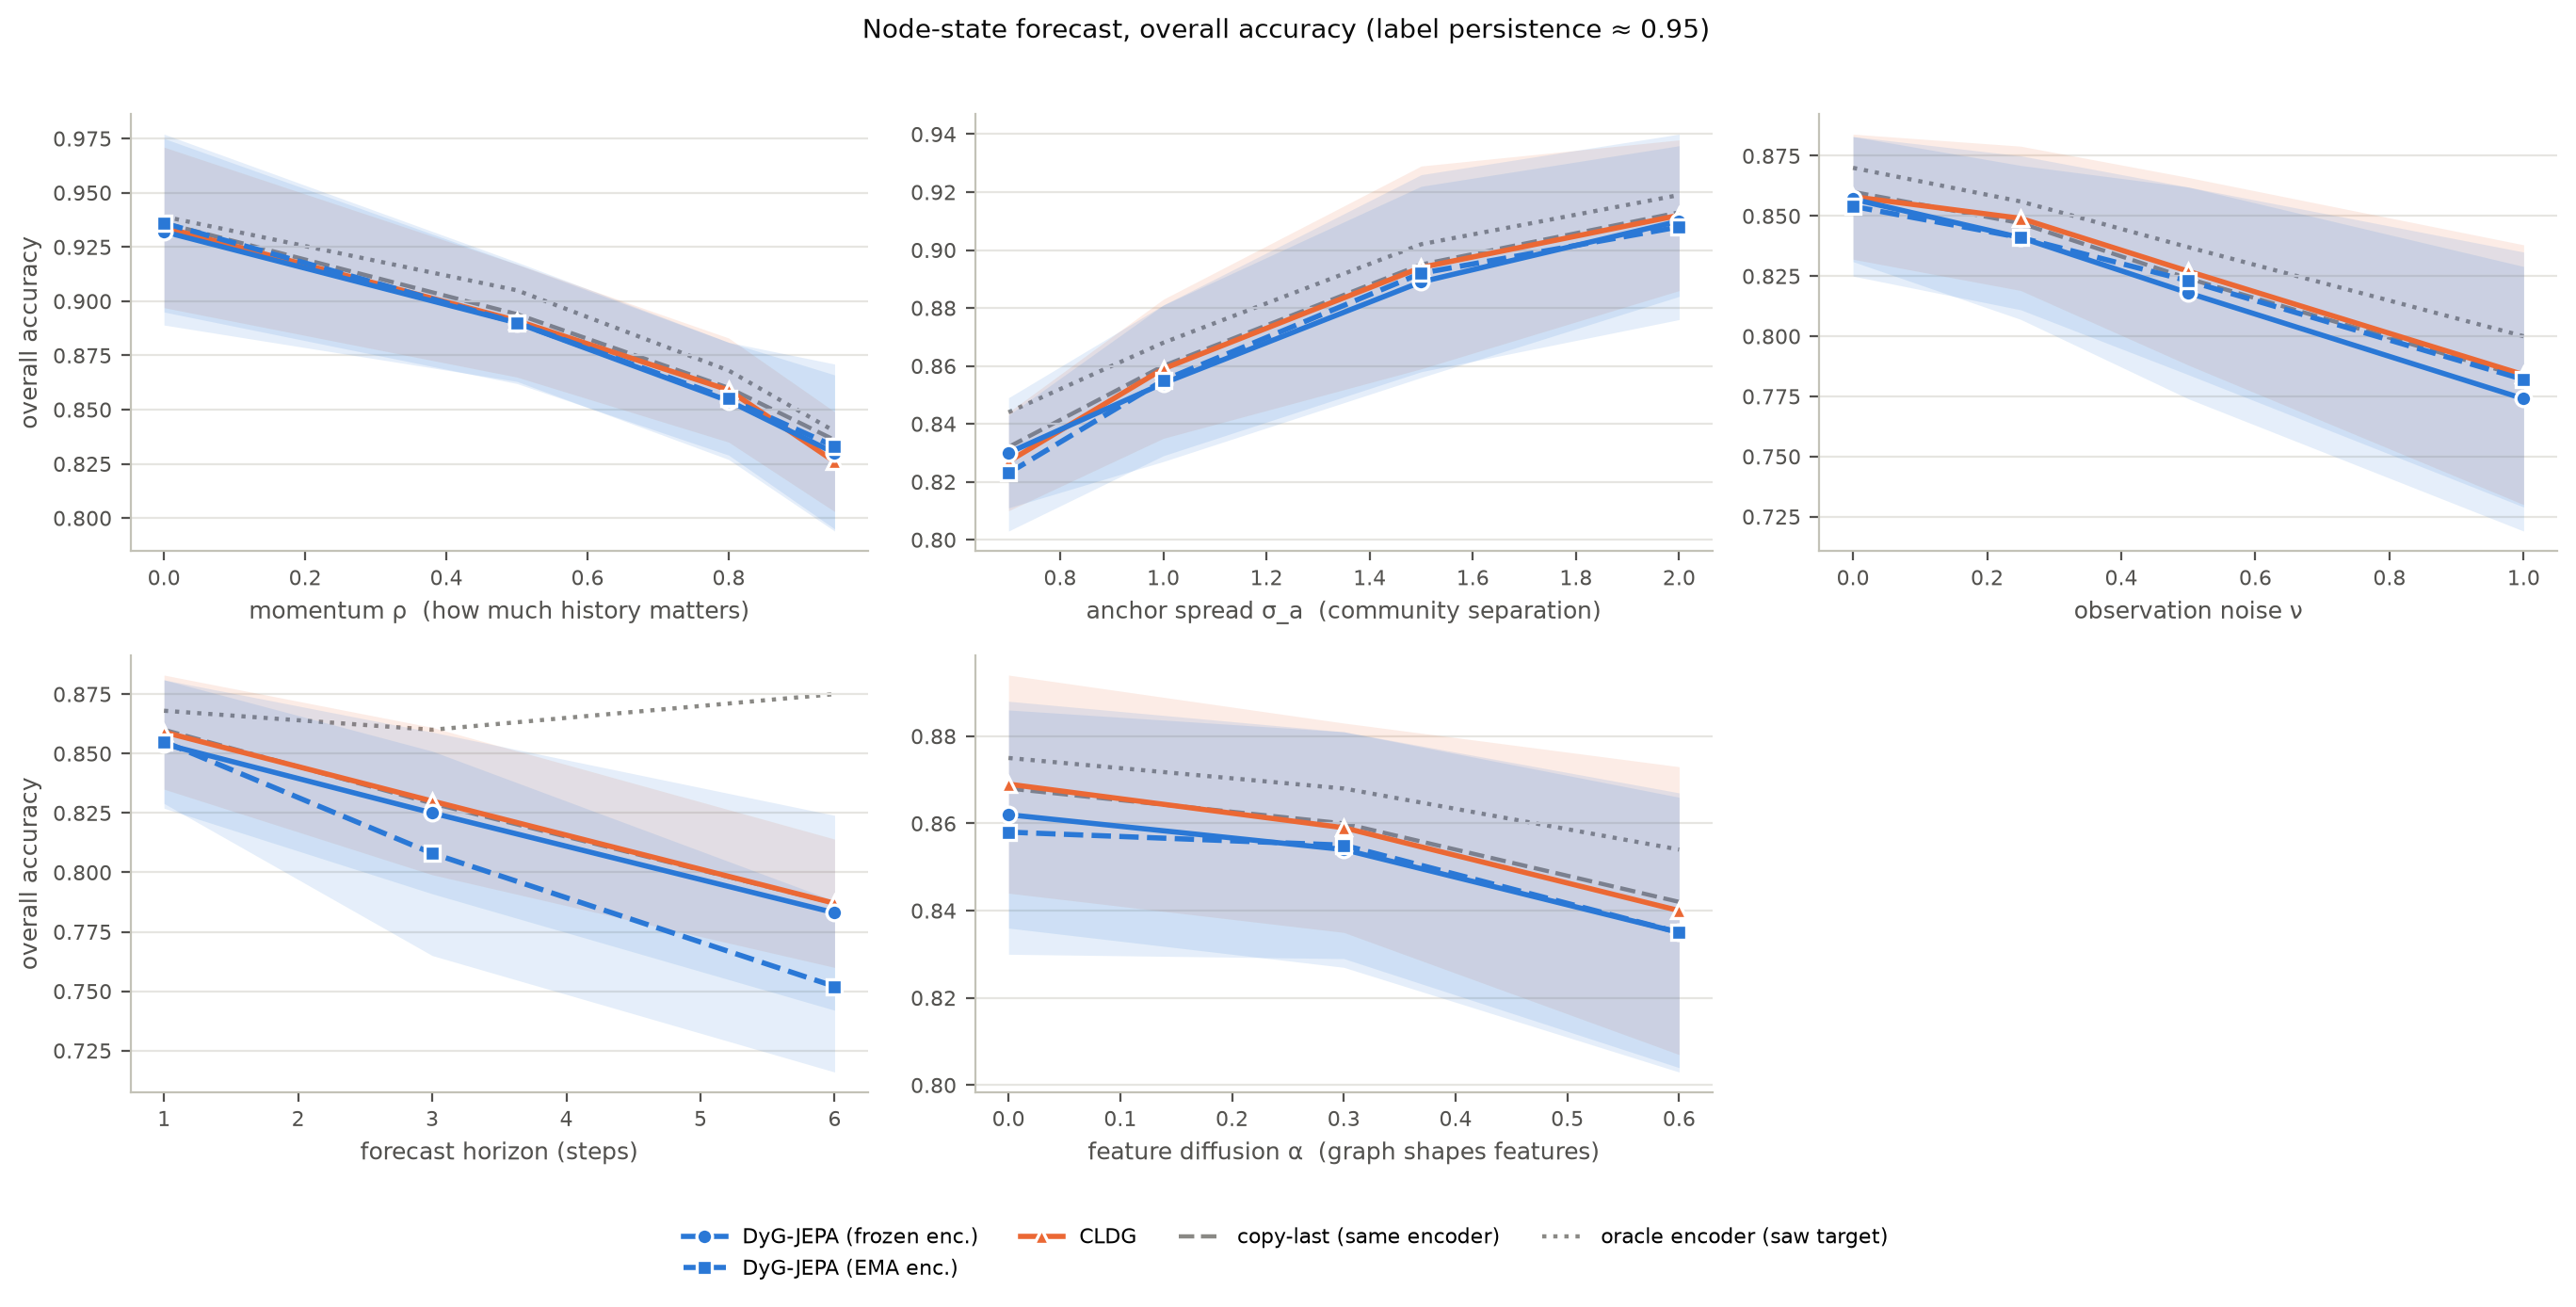 Node-state forecast, overall accuracy (label persistence ≈ 0.95)
overall accuracy
0.975
0.950
0.925
0.900
0.875
0.850
0.825
0.800
0.0 0.2 0.4 0.6 0.8
momentum ρ (how much history matters)
0.94
0.92
0.90
0.88
0.86
0.84
0.82
0.80
0.8 1.0 1.2 1.4 1.6 1.8 2.0
anchor spread σ_a (community separation)
0.875
0.850
0.825
0.800
0.775
0.750
0.725
0.0 0.2 0.4 0.6 0.8 1.0
observation noise ν
overall accuracy
0.875
0.850
0.825
0.800
0.775
0.750
0.725
1 2 3 4 5 6
forecast horizon (steps)
0.88
0.86
0.84
0.82
0.80
0.0 0.1 0.2 0.3 0.4 0.5 0.6
feature diffusion α (graph shapes features)
DyG-JEPA (frozen enc.) CLDG copy-last (same encoder) oracle encoder (saw target)
DyG-JEPA (EMA enc.)